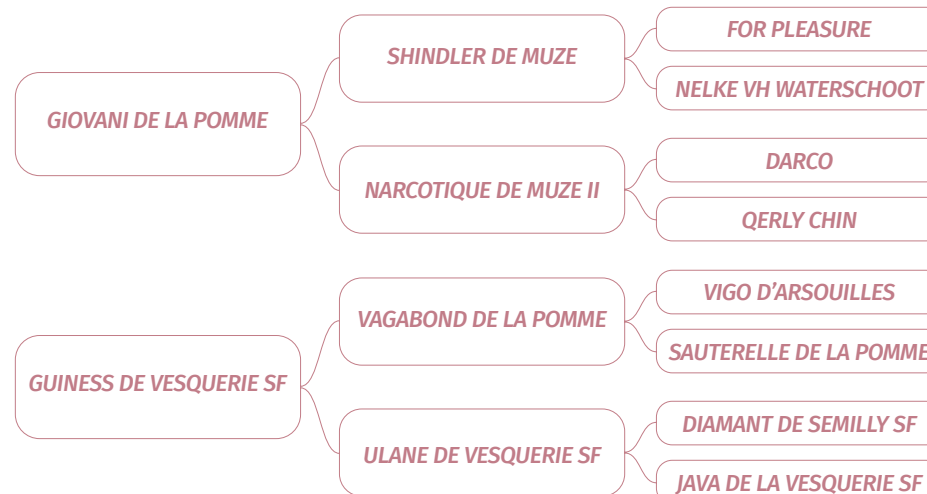 FOR PLEASURE
SHINDLER DE MUZE
NELKE VH WATERSCHOOT
GIOVANI DE LA POMME
DARCO
NARCOTIQUE DE MUZE II
QERLY CHIN
VIGO D’ARSOUILLES
VAGABOND DE LA POMME
SAUTERELLE DE LA POMME
GUINESS DE VESQUERIE SF
DIAMANT DE SEMILLY SF
ULANE DE VESQUERIE SF
JAVA DE LA VESQUERIE SF